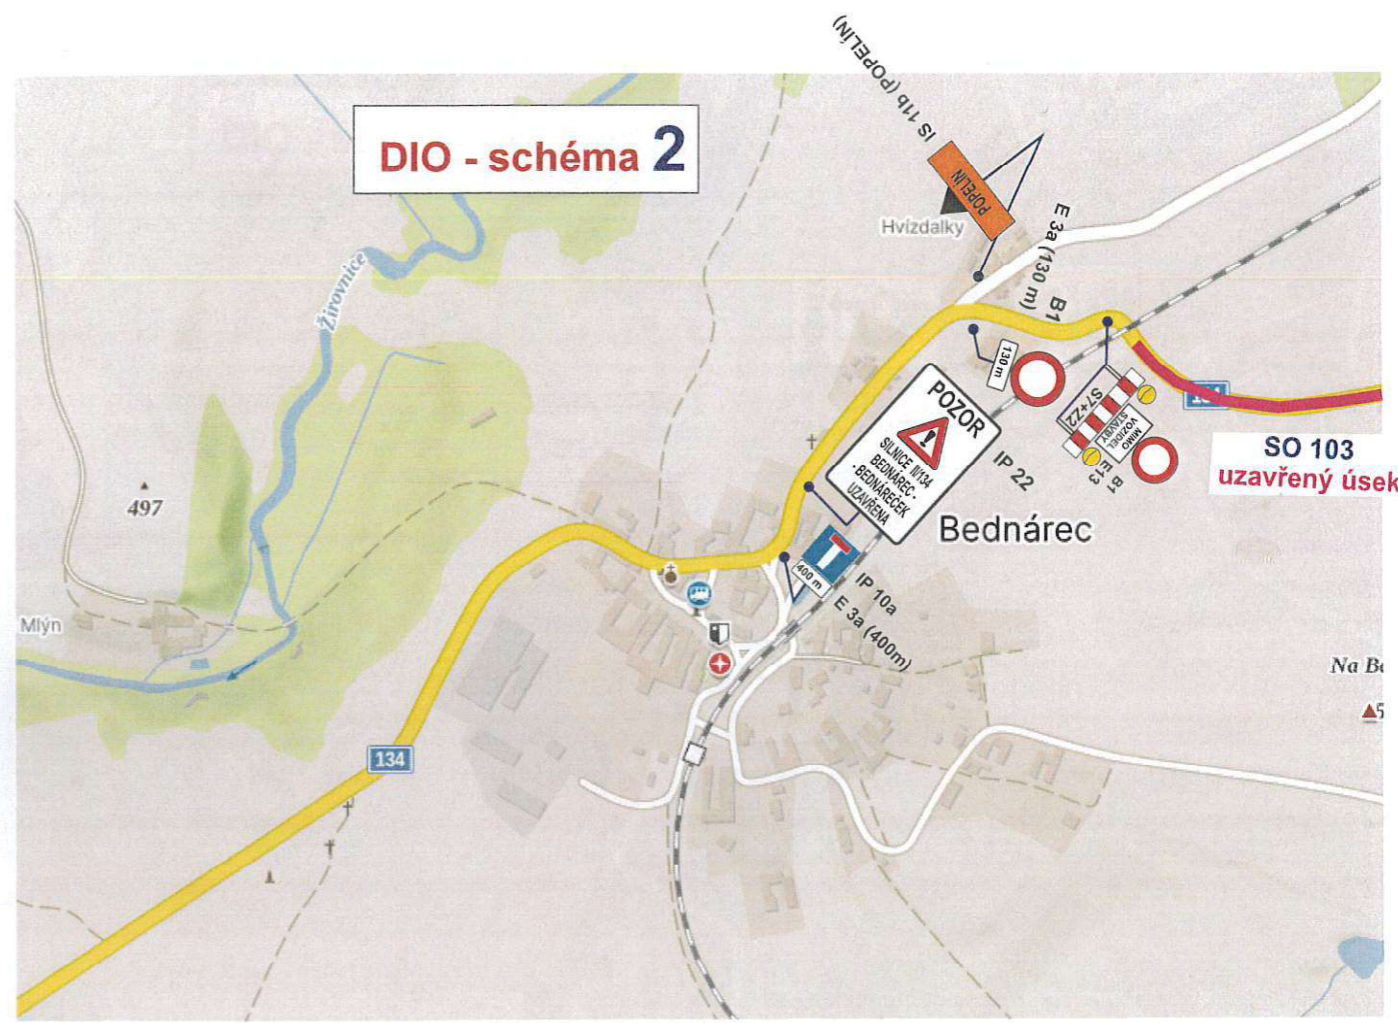 DIO - schéma 2
IS 11b (POPELÍN)
POPELÍN
Hvízdalky
E 3a (130 m)
B1
Žirovnice
130 m
POZOR
SILNICE II/134
BEDNÁREC -
- BEDNÁREČEK
UZAVŘENA
IP 22
S7+Z2
MIMO
VOZIDEL
STAVBY
E 13
B1
SO 103
uzavřený úsek
497
Bednárec
400 m
IP 10a
E 3a (400m)
Mlýn
Na Be
134